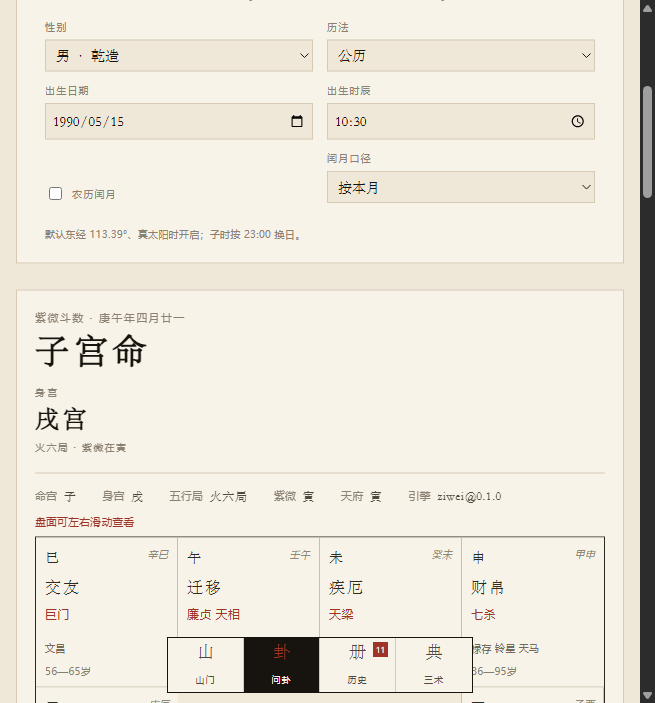 性别
历法
男 · 乾造
公历
出生日期
出生时辰
1990/05/15
10:30
闰月口径
农历闰月
按本月
默认东经 113.39°、真太阳时开启；子时按 23:00 换日。
紫微斗数 · 庚午年四月廿一
子宫命
身宫
戌宫
火六局 · 紫微在寅
命宫 子 身宫 戌 五行局 火六局 紫微 寅 天府 寅 引擎 ziwei@0.1.0
盘面可左右滑动查看
巳 辛巳
交友
巨门
文昌
56—65岁
午 壬午
迁移
廉贞 天相
未 癸未
疾厄
天梁
申 甲申
财帛
七杀
禄存 铃星 天马
山
山门
卦
问卦
册 11
历史
典
三术